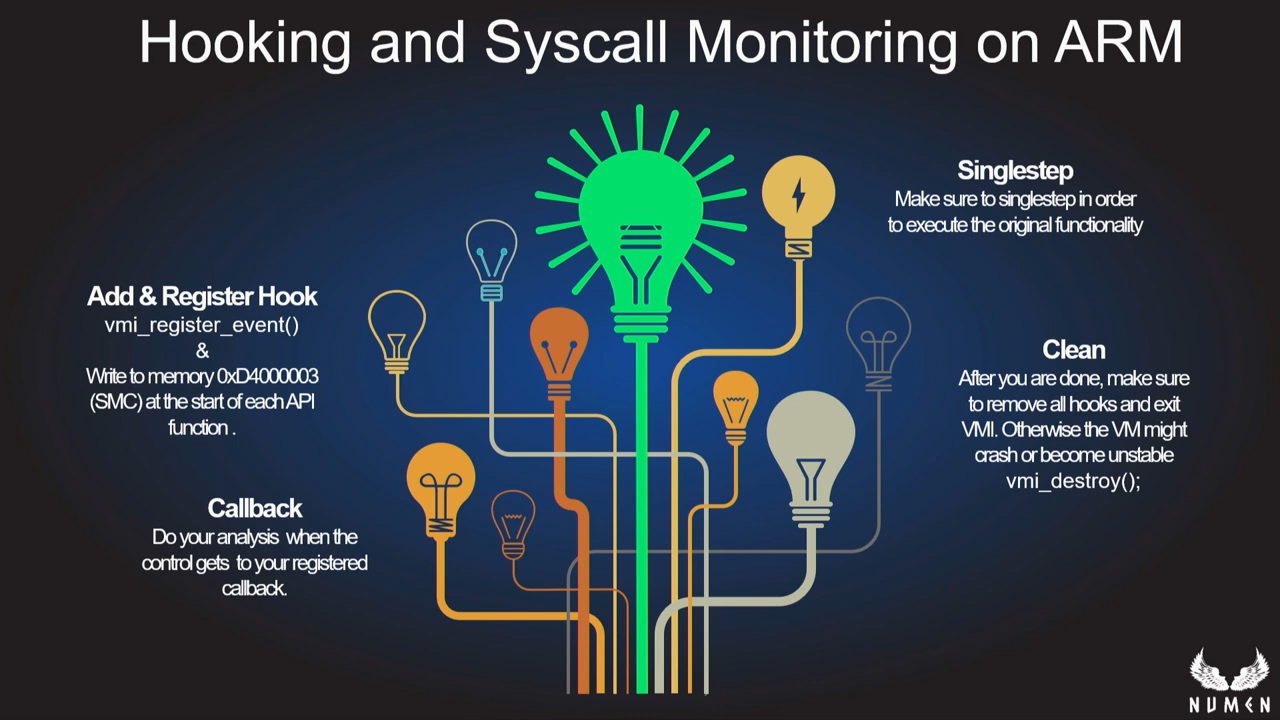 Hooking and Syscall Monitoring on ARM
Singlestep
Make sure to singlestep in order
to execute the original functionality
Add & Register Hook
vmi_register_event()
&
Write to memory 0xD4000003
(SMC) at the start of each API
function .
Clean
After you are done, make sure
to remove all hooks and exit
VMI. Otherwise the VM might
crash or become unstable
vmi_destroy();
Callback
Do your analysis when the
control gets to your registered
callback.
NUMEN